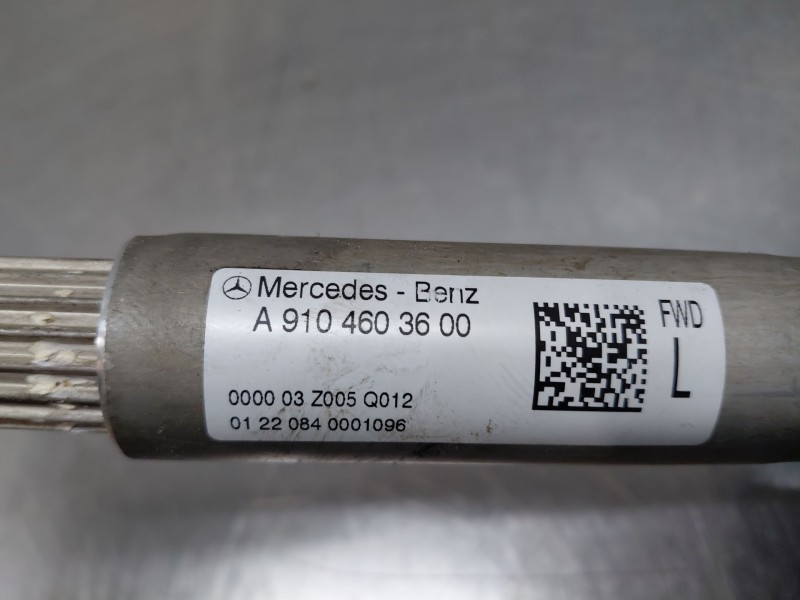 Mercedes - Benz
A 910 460 36 00
0000 03 Z005 Q012
01 22 084 0001096
FWD
L